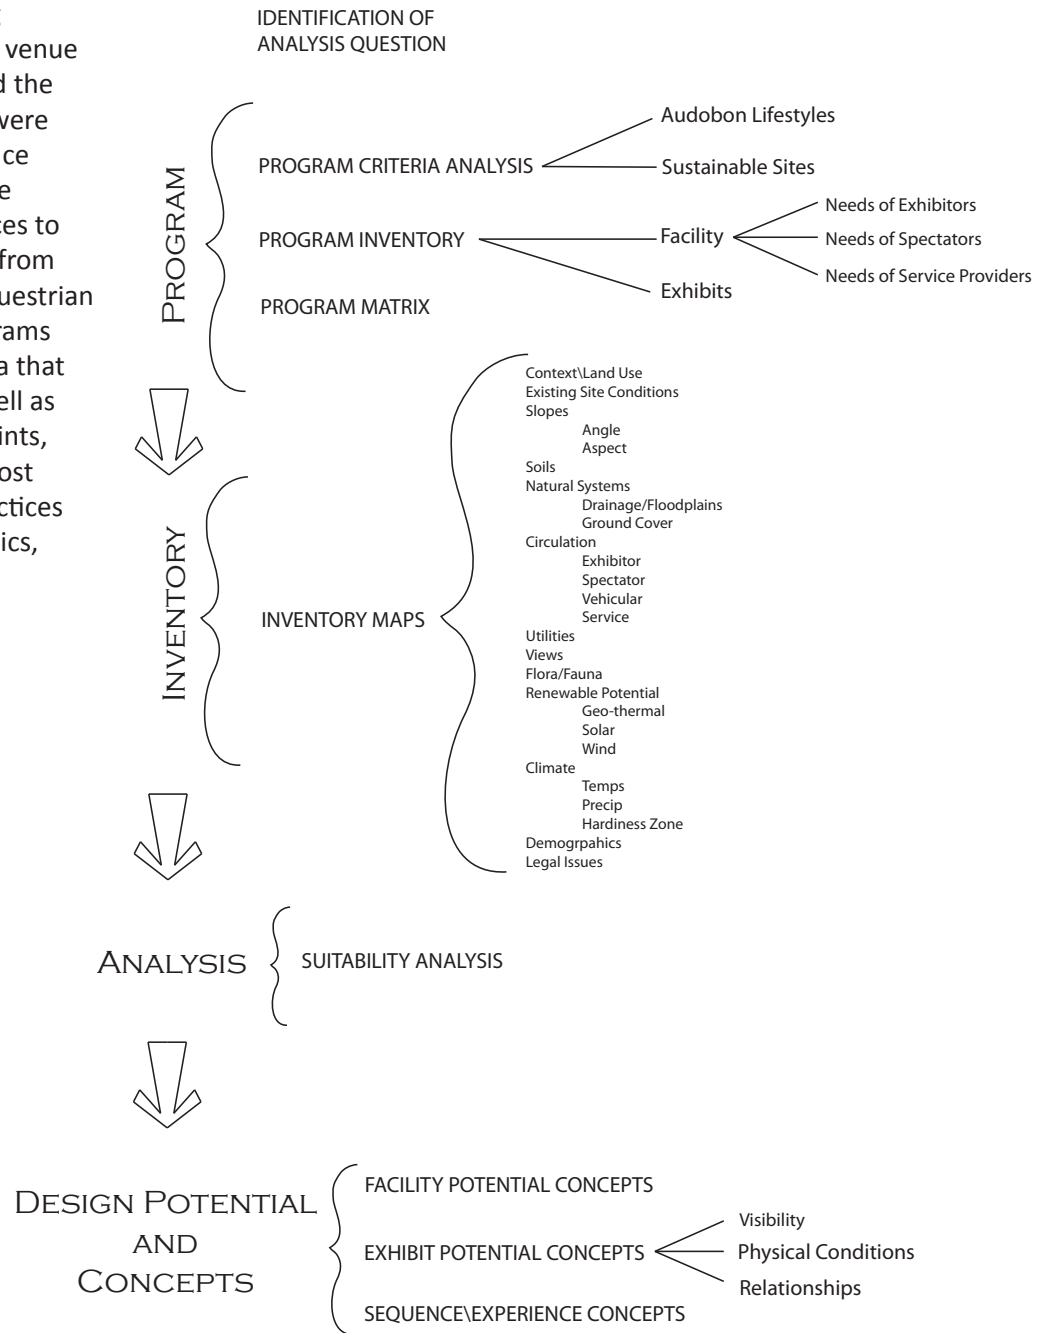 venue
d the
were
ce
e
ces to
from
questrian
rams
a that
ell as
ints,
ost
ctices
ics,
IDENTIFICATION OF
ANALYSIS QUESTION
PROGRAM
PROGRAM CRITERIA ANALYSIS
Audobon Lifestyles
Sustainable Sites
PROGRAM INVENTORY
Facility
Needs of Exhibitors
Needs of Spectators
Needs of Service Providers
Exhibits
PROGRAM MATRIX
INVENTORY
INVENTORY MAPS
Context\Land Use
Existing Site Conditions
Slopes
Angle
Aspect
Soils
Natural Systems
Drainage/Floodplains
Ground Cover
Circulation
Exhibitor
Spectator
Vehicular
Service
Utilities
Views
Flora/Fauna
Renewable Potential
Geo-thermal
Solar
Wind
Climate
Temps
Precip
Hardiness Zone
Demogrpahics
Legal Issues
ANALYSIS
SUITABILITY ANALYSIS
DESIGN POTENTIAL
AND
CONCEPTS
FACILITY POTENTIAL CONCEPTS
EXHIBIT POTENTIAL CONCEPTS
Visibility
Physical Conditions
Relationships
SEQUENCE\EXPERIENCE CONCEPTS